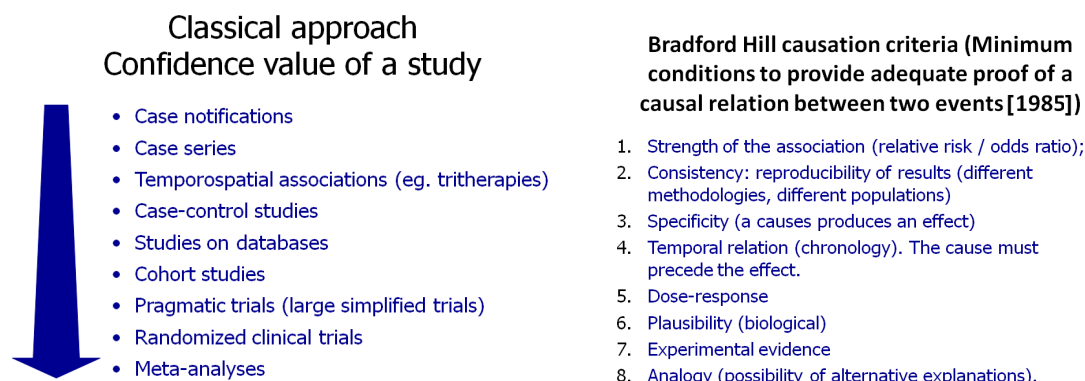 Classical approach
Confidence value of a study
• Case notifications
• Case series
• Temporospatial associations (eg. tritherapies)
• Case-control studies
• Studies on databases
• Cohort studies
• Pragmatic trials (large simplified trials)
• Randomized clinical trials
• Meta-analyses
Bradford Hill causation criteria (Minimum
conditions to provide adequate proof of a
causal relation between two events [1985])
1. Strength of the association (relative risk / odds ratio);
2. Consistency: reproducibility of results (different
methodologies, different populations)
3. Specificity (a causes produces an effect)
4. Temporal relation (chronology). The cause must
precede the effect.
5. Dose-response
6. Plausibility (biological)
7. Experimental evidence
8. Analogy (possibility of alternative explanations).